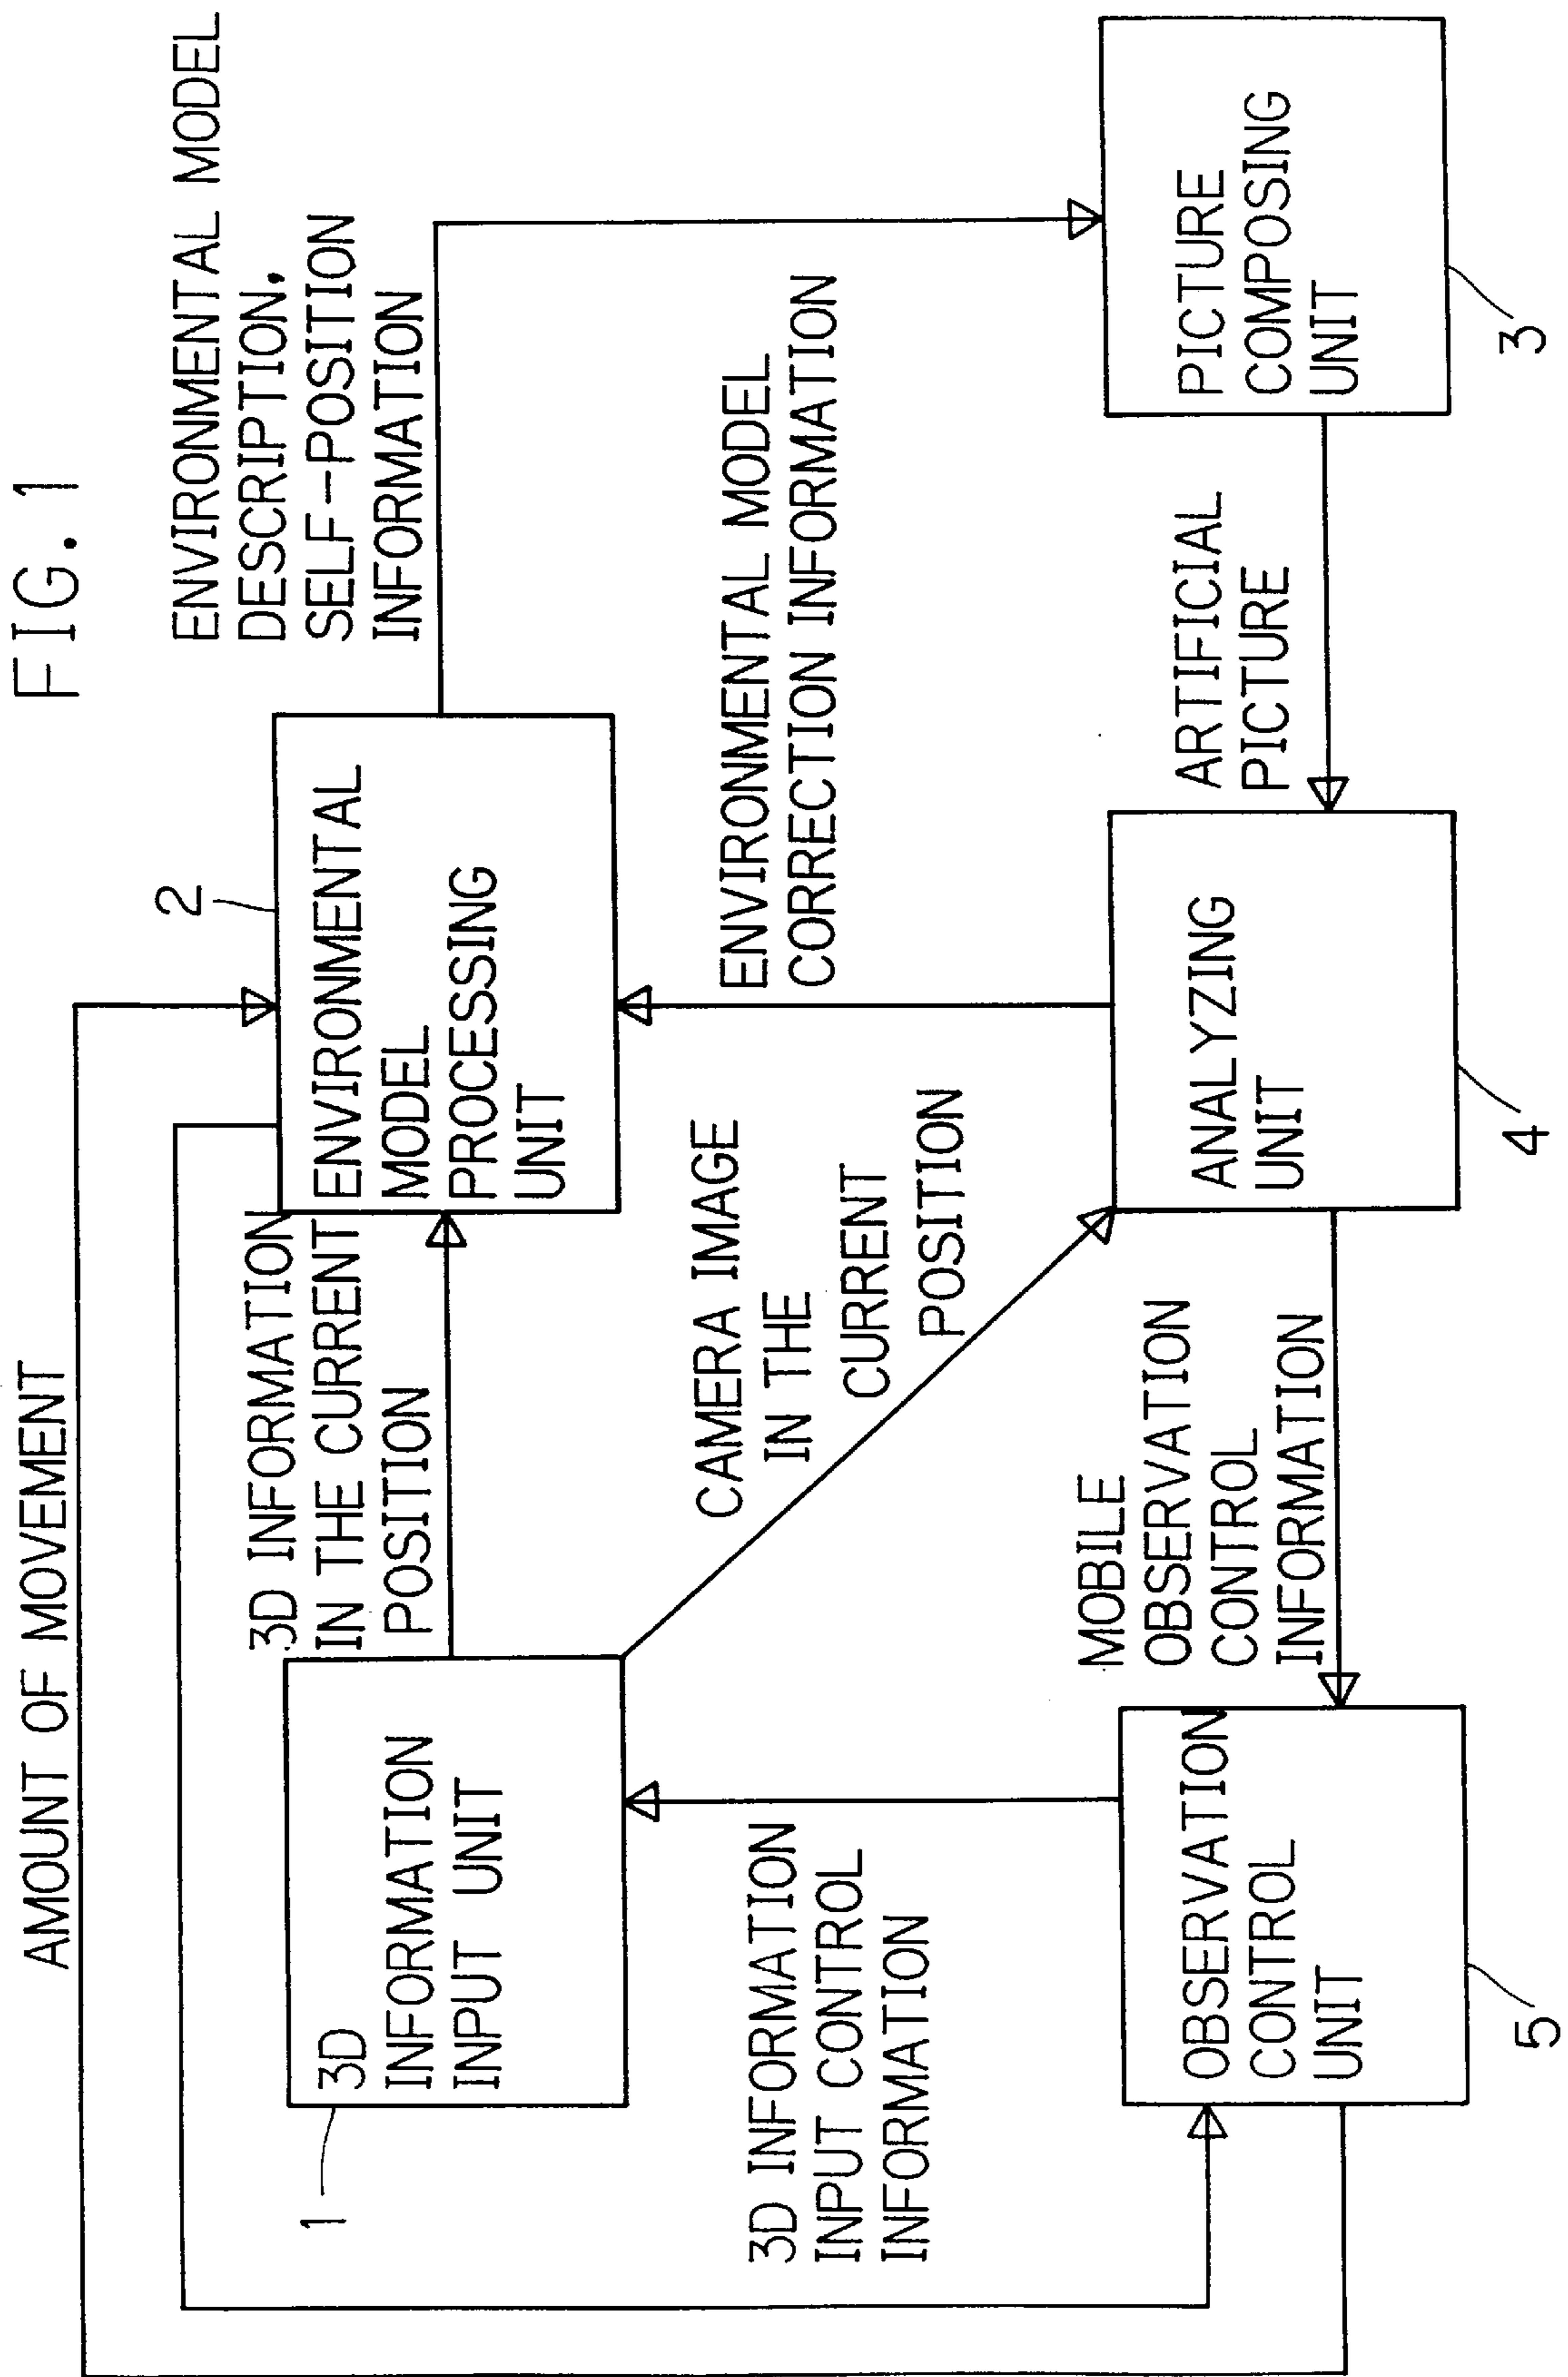 FIG. 1
AMOUNT OF MOVEMENT
ENVIRONMENTAL MODEL
DESCRIPTION,
SELF-POSITION
INFORMATION
2
3D INFORMATION
IN THE CURRENT
POSITION
ENVIRONMENTAL
MODEL
PROCESSING
UNIT
1
3D
INFORMATION
INPUT UNIT
CAMERA IMAGE
IN THE
CURRENT
POSITION
ENVIRONMENTAL MODEL
CORRECTION INFORMATION
3D INFORMATION
INPUT CONTROL
INFORMATION
MOBILE
OBSERVATION
CONTROL
INFORMATION
ARTIFICIAL
PICTURE
OBSERVATION
CONTROL
UNIT
5
ANALYZING
UNIT
4
PICTURE
COMPOSING
UNIT
3